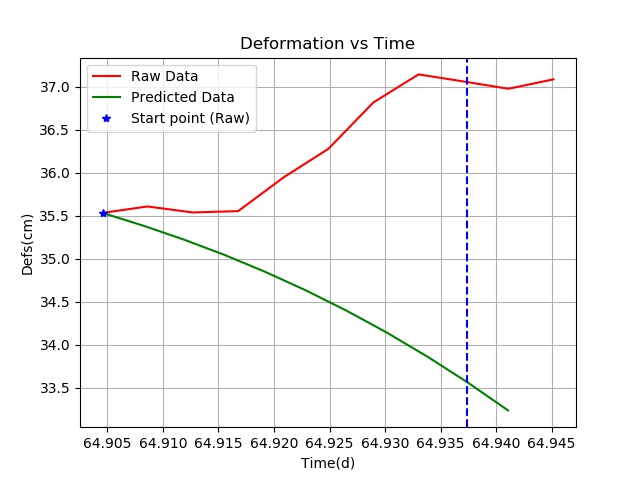 Deformation vs Time
Raw Data
Predicted Data
Start point (Raw)
Defs(cm)
37.0
36.5
36.0
35.5
35.0
34.5
34.0
33.5
64.905 64.910 64.915 64.920 64.925 64.930 64.935 64.940 64.945
Time(d)